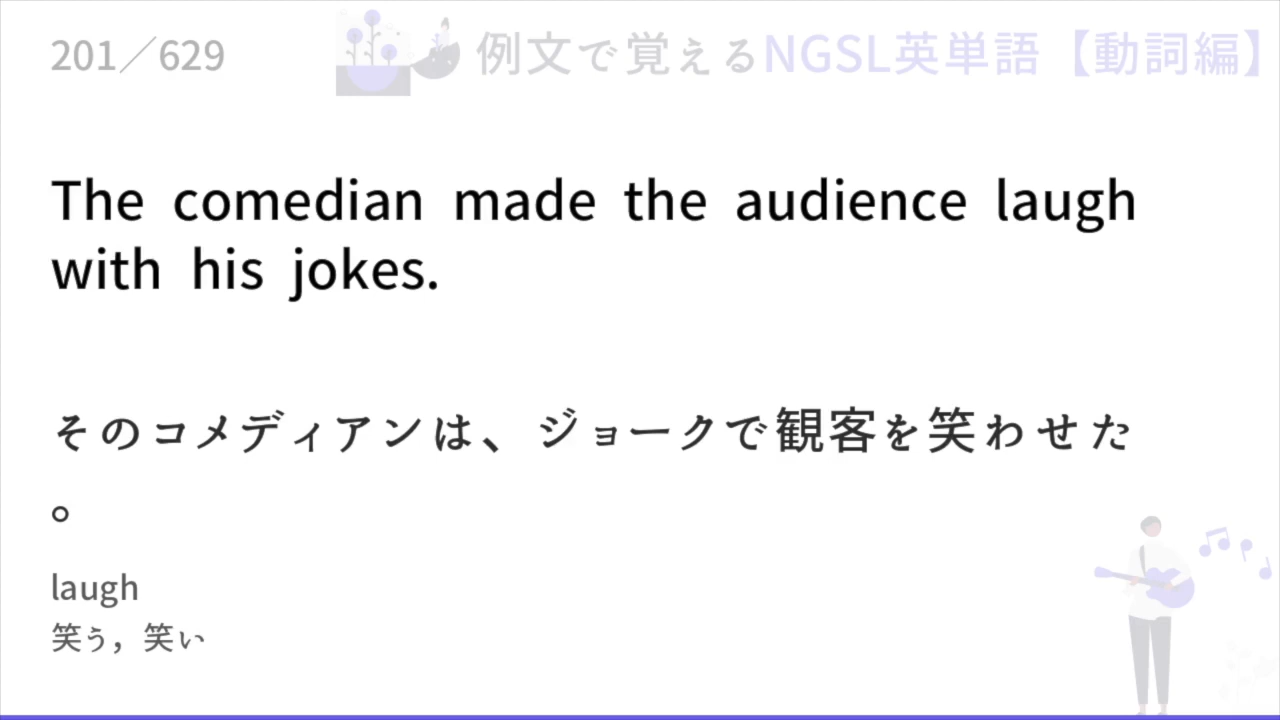 201／629
例文で覚えるNGSL英単語【動詞編】
The comedian made the audience laugh
with his jokes.
そのコメディアンは、ジョークで観客を笑わせた
。
laugh
笑う，笑い